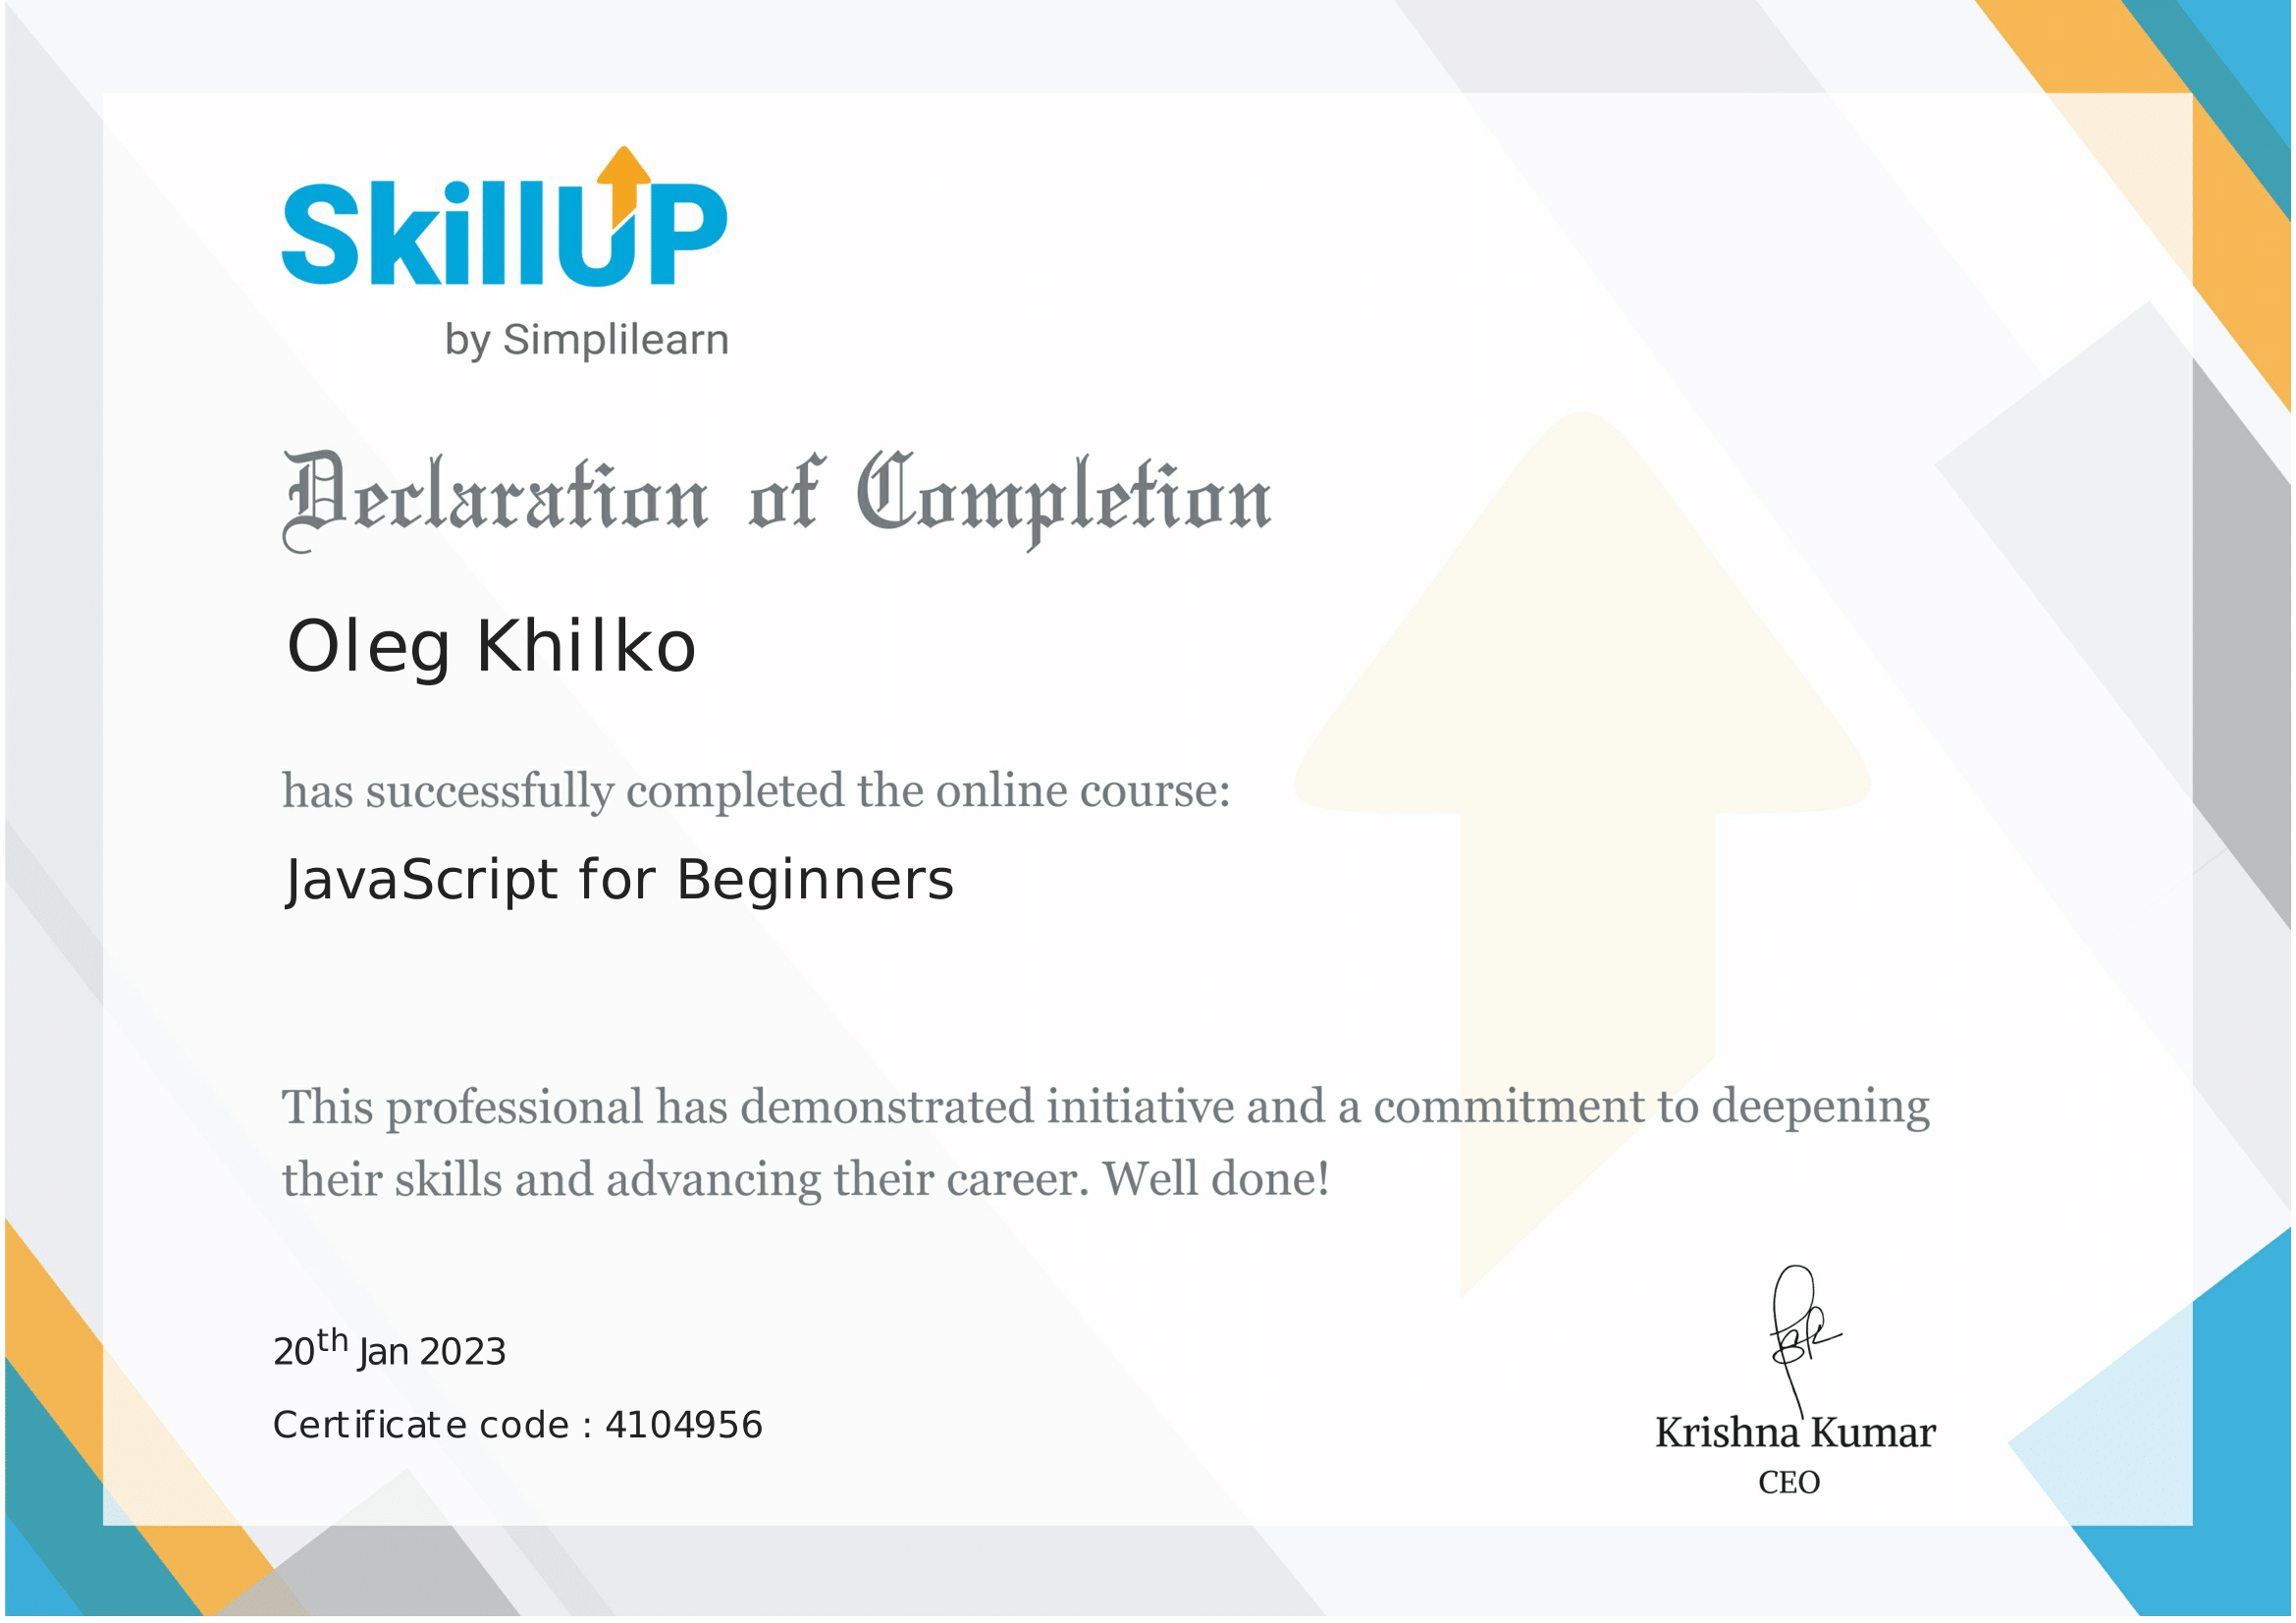 SkillUP
by Simplilearn
Declaration of Completion
Oleg Khilko
has successfully completed the online course:
JavaScript for Beginners
This professional has demonstrated initiative and a commitment to deepening
their skills and advancing their career. Well done!
20th Jan 2023
Certificate code : 4104956
Krishna Kumar
CEO